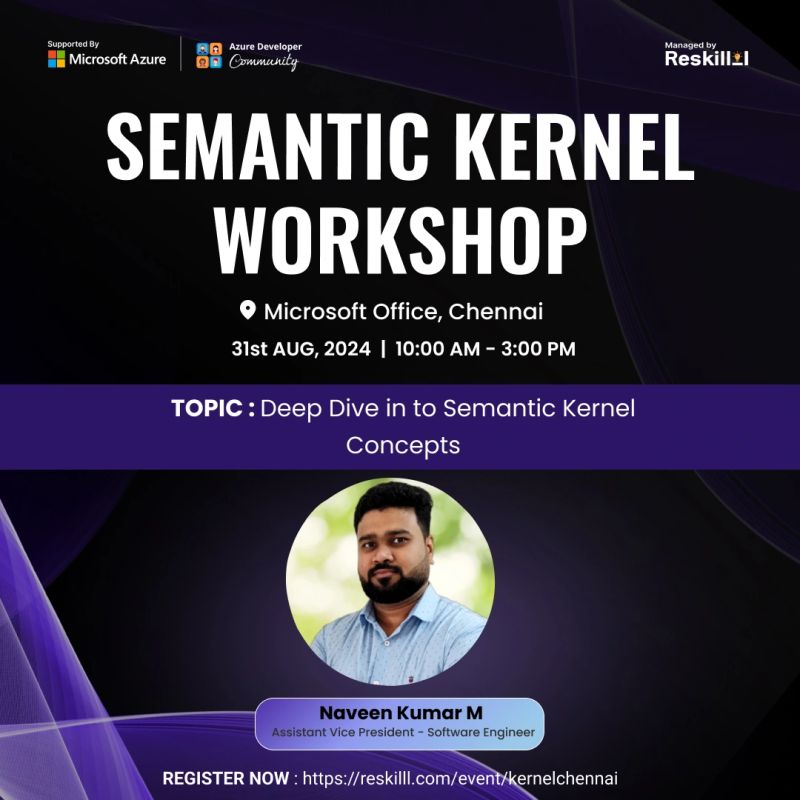 Supported By
Microsoft Azure
Azure Developer
Community
Managed by
Reskilll
SEMANTIC KERNEL
WORKSHOP
Microsoft Office, Chennai
31st AUG, 2024 | 10:00 AM - 3:00 PM
TOPIC : Deep Dive in to Semantic Kernel
Concepts
Naveen Kumar M
Assistant Vice President - Software Engineer
REGISTER NOW : https://reskilll.com/event/kernelchennai